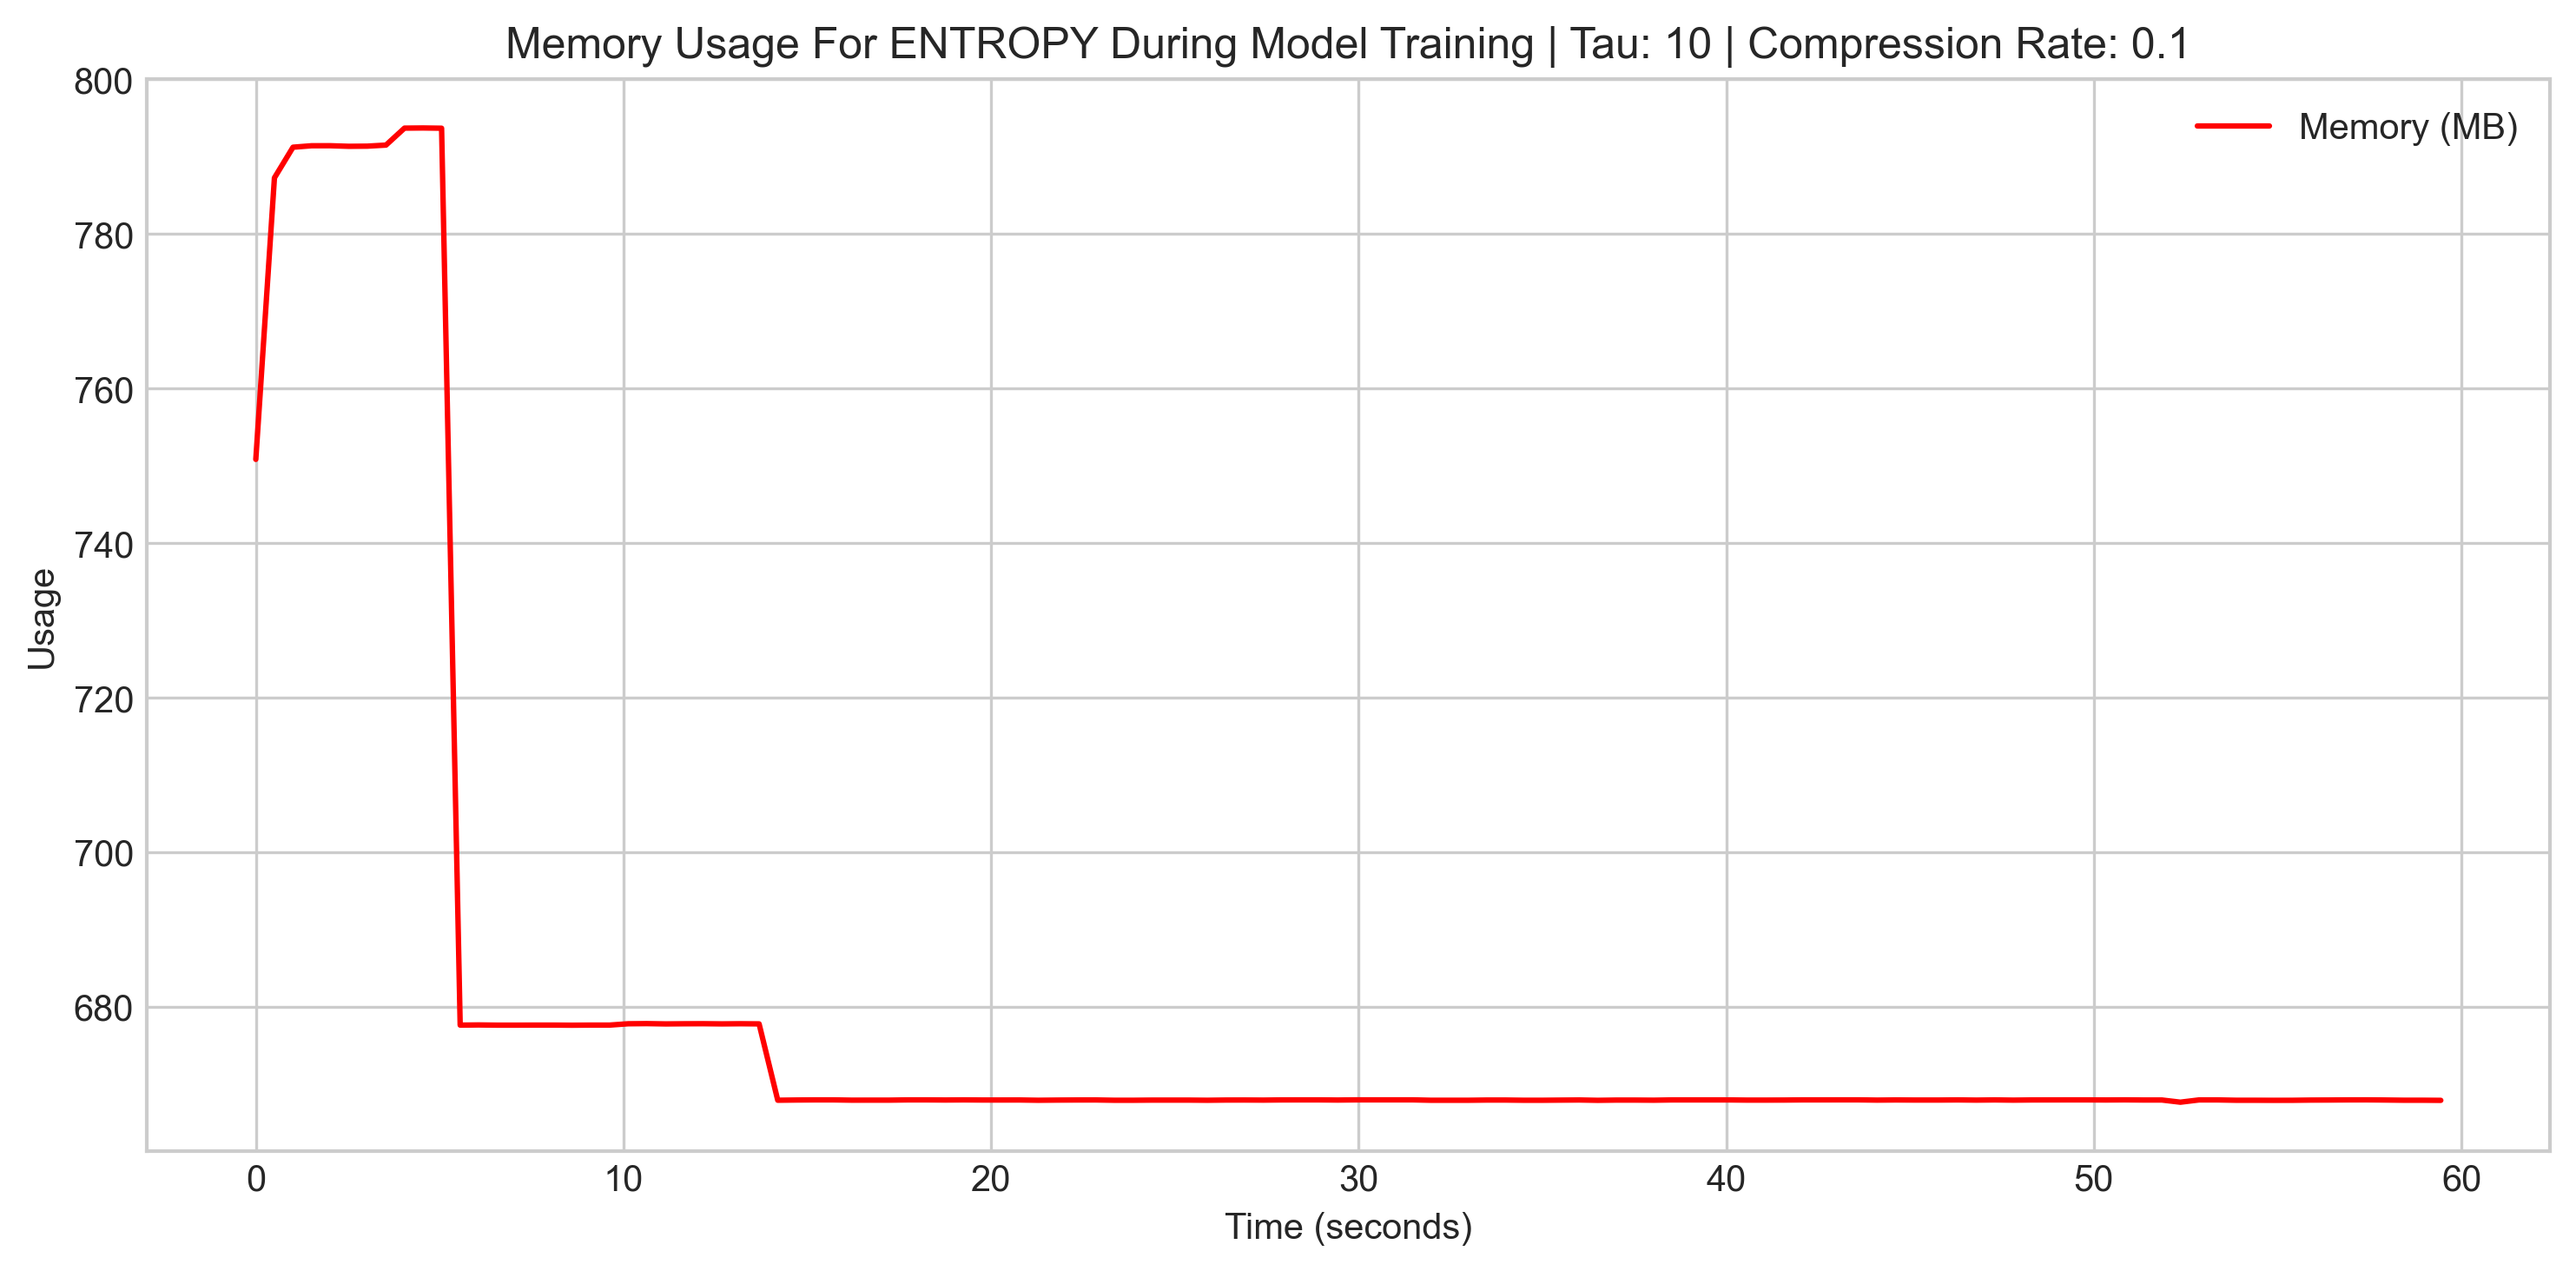 Memory Usage For ENTROPY During Model Training | Tau: 10 | Compression Rate: 0.1
Memory (MB)
Usage
800
780
760
740
720
700
680
0 10 20 30 40 50 60
Time (seconds)